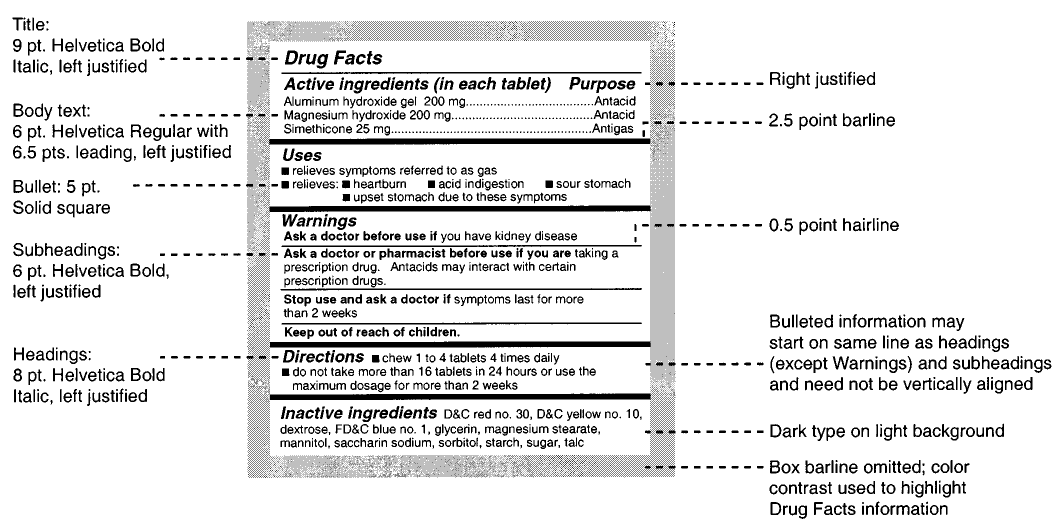 Title:
9 pt. Helvetica Bold
Italic, left justified
Body text:
6 pt. Helvetica Regular with
6.5 pts. leading, left justified
Bullet: 5 pt.
Solid square
Subheadings:
6 pt. Helvetica Bold,
left justified
Headings:
8 pt. Helvetica Bold
Italic, left justified
Drug Facts
Active ingredients (in each tablet) Purpose
Aluminum hydroxide gel 200 mg..............................Antacid
Magnesium hydroxide 200 mg.................................Antacid
Simethicone 25 mg................................................Antigas
Uses
■ relieves symptoms referred to as gas
■ relieves: ■ heartburn ■ acid indigestion ■ sour stomach
■ upset stomach due to these symptoms
Warnings
Ask a doctor before use if you have kidney disease
Ask a doctor or pharmacist before use if you are taking a
prescription drug. Antacids may interact with certain
prescription drugs.
Stop use and ask a doctor if symptoms last for more
than 2 weeks
Keep out of reach of children.
Directions ■ chew 1 to 4 tablets 4 times daily
■ do not take more than 16 tablets in 24 hours or use the
maximum dosage for more than 2 weeks
Inactive ingredients D&C red no. 30, D&C yellow no. 10,
dextrose, FD&C blue no. 1, glycerin, magnesium stearate,
mannitol, saccharin sodium, sorbitol, starch, sugar, talc
Right justified
2.5 point barline
0.5 point hairline
Bulleted information may
start on same line as headings
(except Warnings) and subheadings
and need not be vertically aligned
Dark type on light background
Box barline omitted; color
contrast used to highlight
Drug Facts information